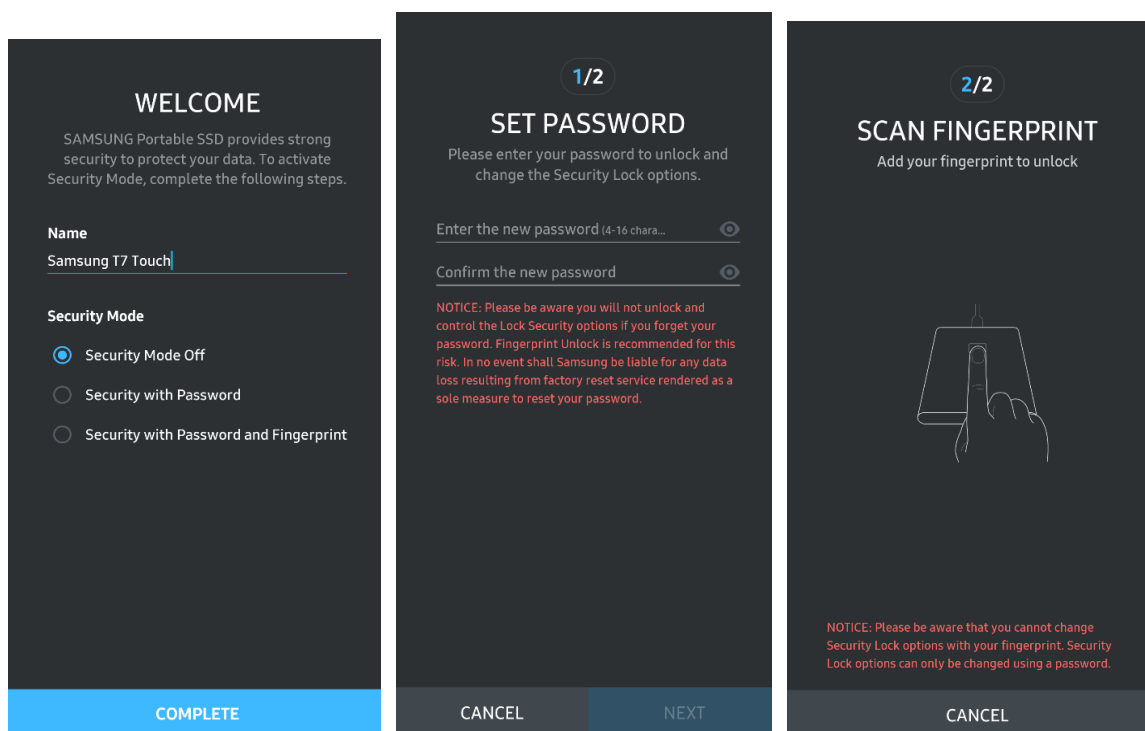 WELCOME
SAMSUNG Portable SSD provides strong
security to protect your data. To activate
Security Mode, complete the following steps.
Name
Samsung T7 Touch
Security Mode
Security Mode Off
Security with Password
Security with Password and Fingerprint
COMPLETE
1/2
SET PASSWORD
Please enter your password to unlock and
change the Security Lock options.
Enter the new password (4-16 chara...
Confirm the new password
NOTICE: Please be aware you will not unlock and
control the Lock Security options if you forget your
password. Fingerprint Unlock is recommended for this
risk. In no event shall Samsung be liable for any data
loss resulting from factory reset service rendered as a
sole measure to reset your password.
CANCEL
NEXT
2/2
SCAN FINGERPRINT
Add your fingerprint to unlock
NOTICE: Please be aware that you cannot change
Security Lock options with your fingerprint. Security
Lock options can only be changed using a password.
CANCEL